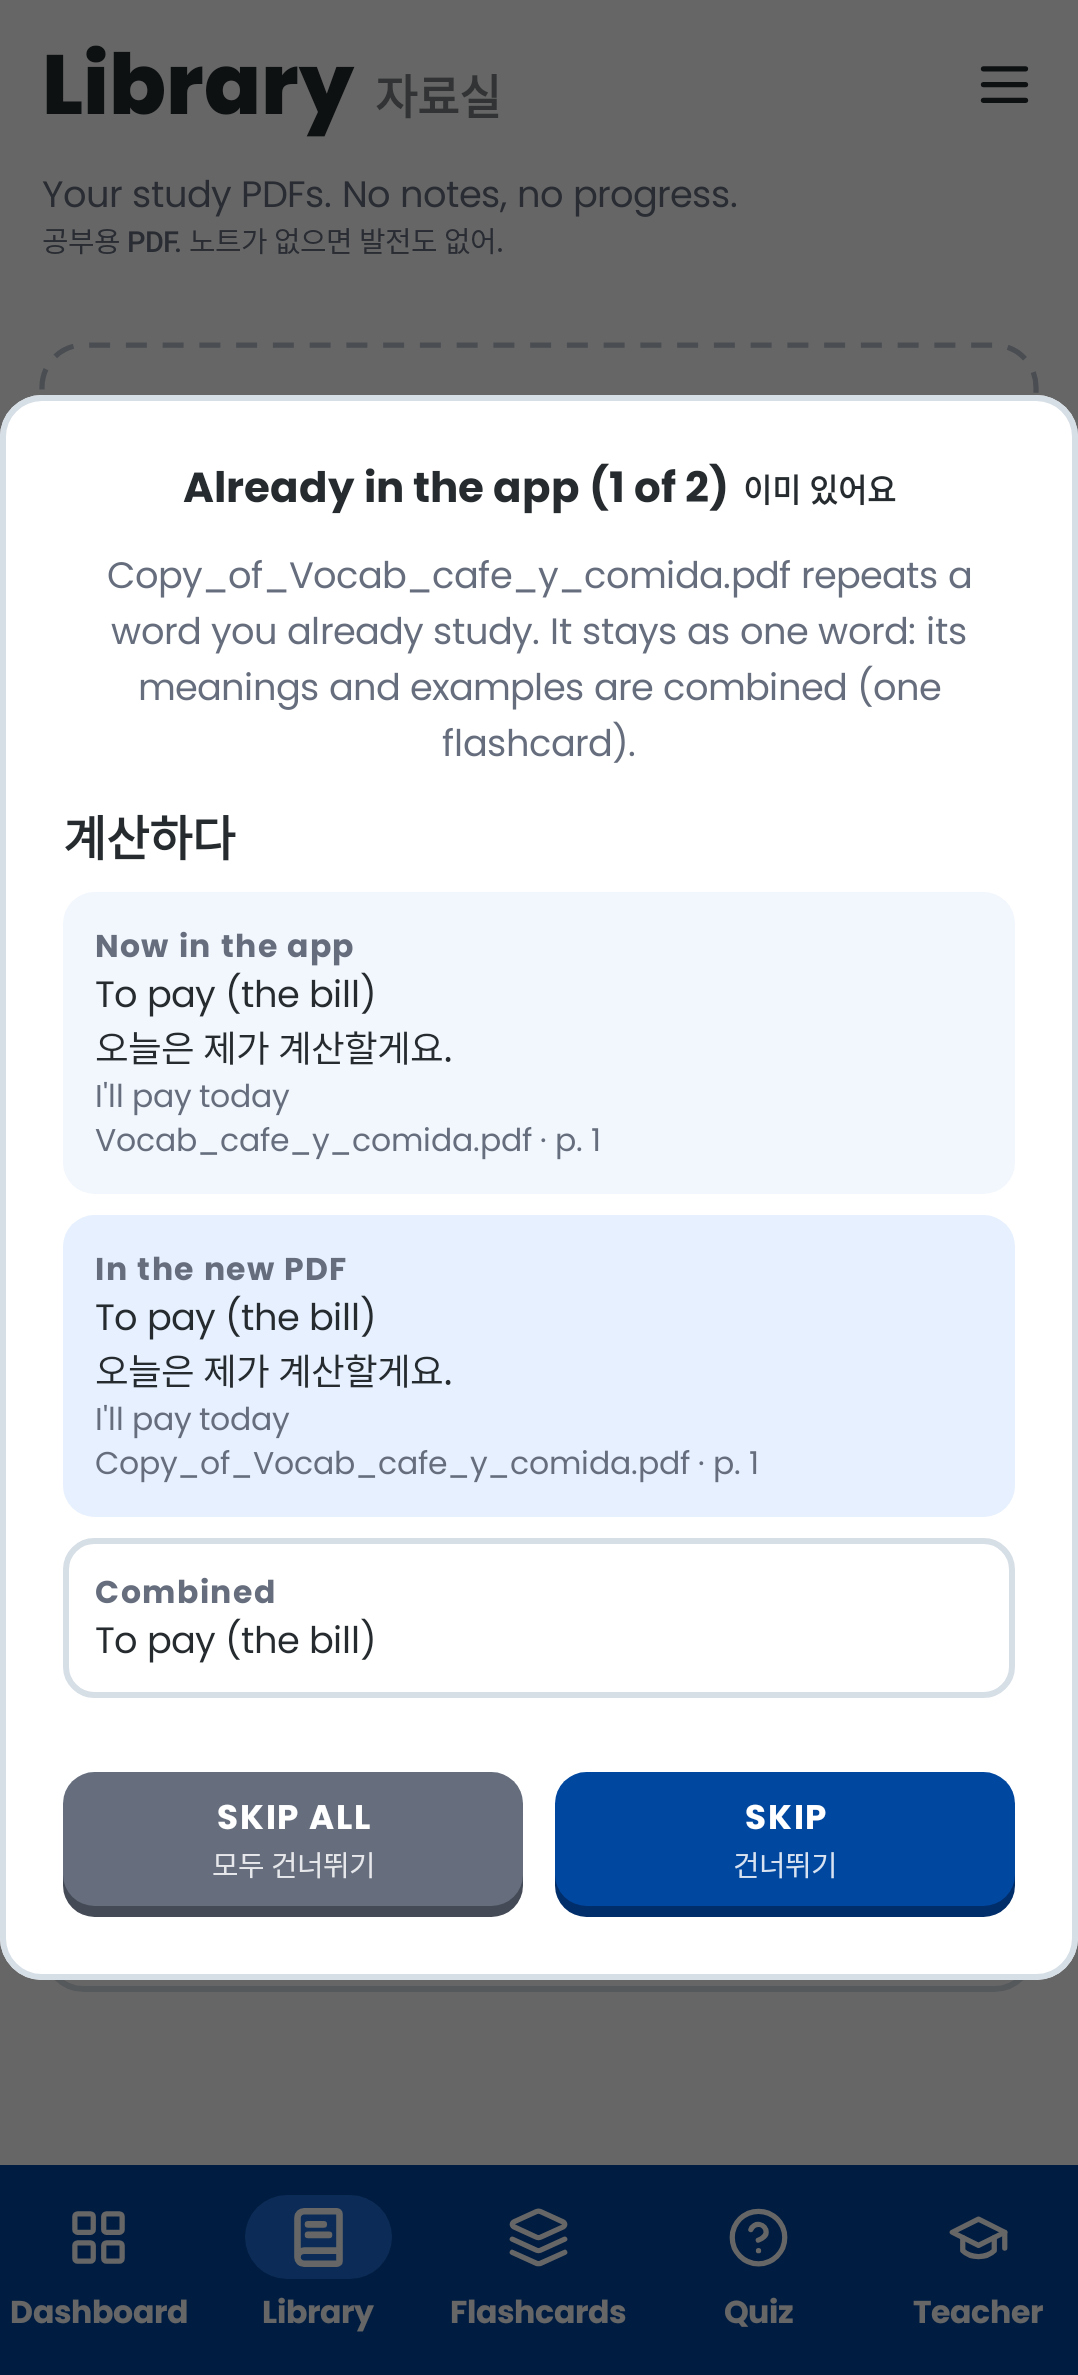 Library 자료실
Your study PDFs. No notes, no progress.
공부용 PDF. 노트가 없으면 발전도 없어.
Already in the app (1 of 2) 이미 있어요
Copy_of_Vocab_cafe_y_comida.pdf repeats a
word you already study. It stays as one word: its
meanings and examples are combined (one
flashcard).
계산하다
Now in the app
To pay (the bill)
오늘은 제가 계산할게요.
I'll pay today
Vocab_cafe_y_comida.pdf · p. 1
In the new PDF
To pay (the bill)
오늘은 제가 계산할게요.
I'll pay today
Copy_of_Vocab_cafe_y_comida.pdf · p. 1
Combined
To pay (the bill)
SKIP ALL
모두 건너뛰기
SKIP
건너뛰기
Dashboard Library Flashcards Quiz Teacher